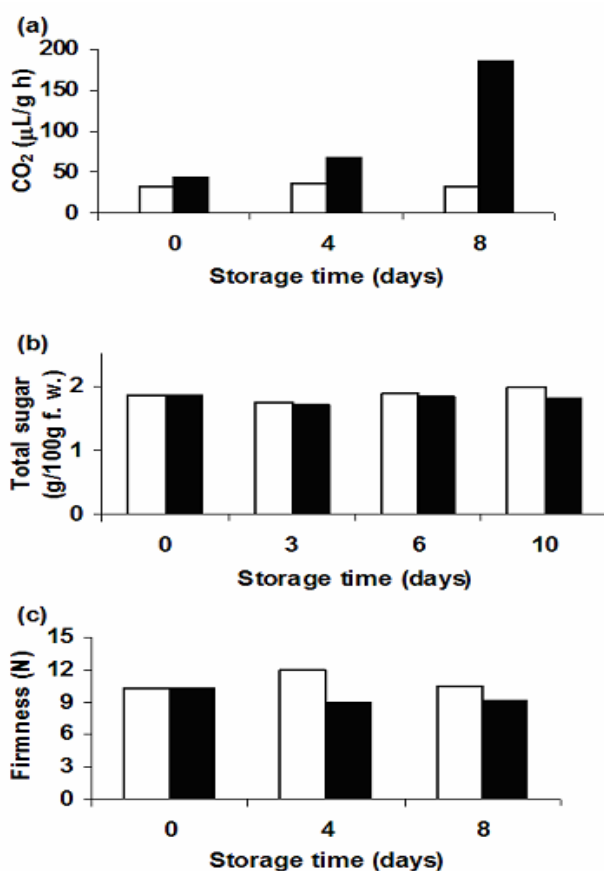 (a)
CO₂ (μL/g h)
200
150
100
50
0
0 4 8
Storage time (days)
(b)
Total sugar
(g/100g f. w.)
2
1
0
0 3 6 10
Storage time (days)
(c)
Firmness (N)
15
12
9
6
3
0
0 4 8
Storage time (days)